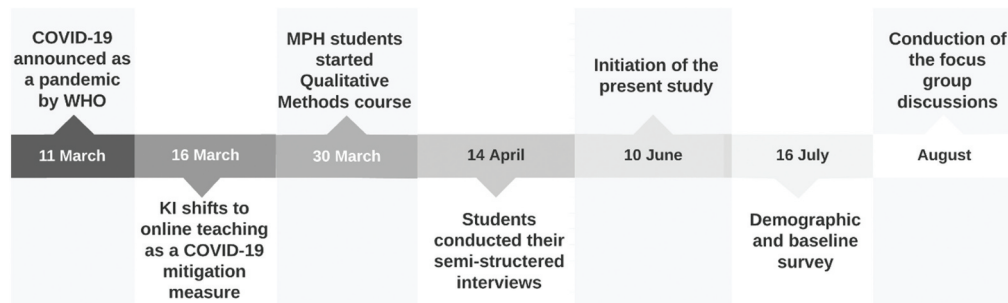 COVID-19
announced as
a pandemic
by WHO
11 March
16 March
KI shifts to
online teaching
as a COVID-19
mitigation
measure
MPH students
started
Qualitative
Methods course
30 March
14 April
Students
conducted their
semi-structered
interviews
Initiation of the
present study
10 June
16 July
Demographic
and baseline
survey
Conduction of
the focus
group
discussions
August